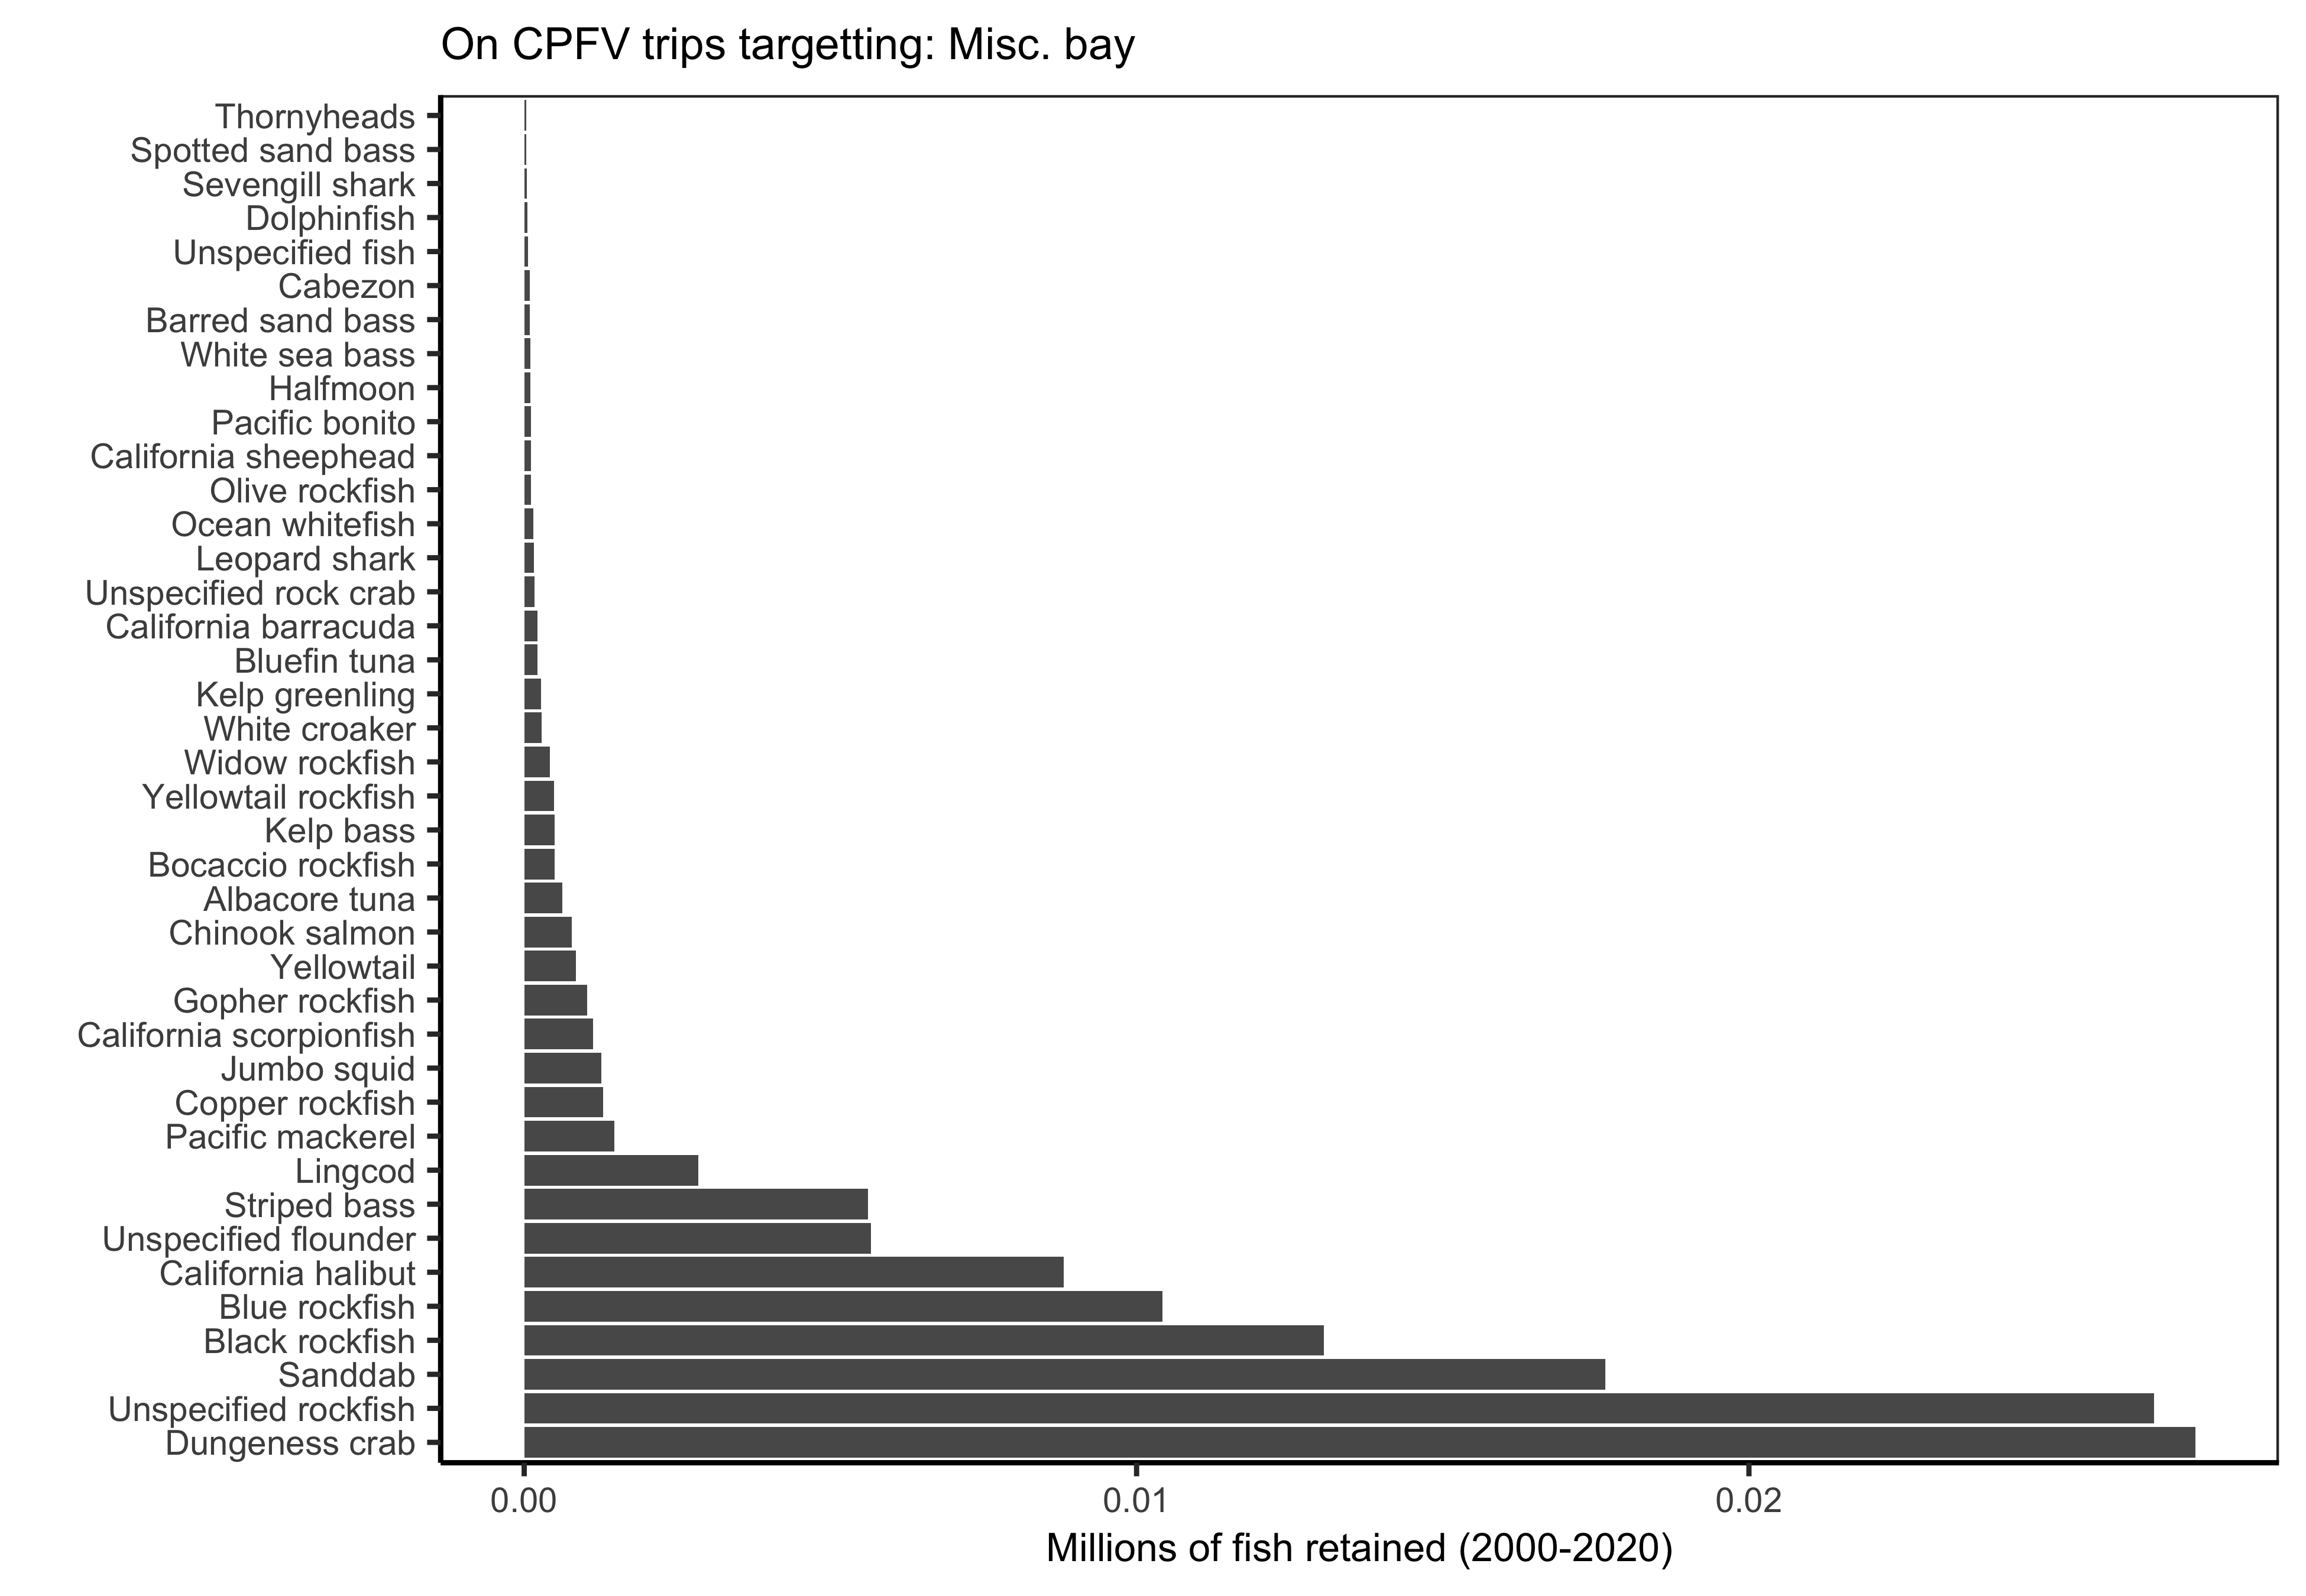 On CPFV trips targetting: Misc. bay
Thornyheads
Spotted sand bass
Sevengill shark
Dolphinfish
Unspecified fish
Cabezon
Barred sand bass
White sea bass
Halfmoon
Pacific bonito
California sheephead
Olive rockfish
Ocean whitefish
Leopard shark
Unspecified rock crab
California barracuda
Bluefin tuna
Kelp greenling
White croaker
Widow rockfish
Yellowtail rockfish
Kelp bass
Bocaccio rockfish
Albacore tuna
Chinook salmon
Yellowtail
Gopher rockfish
California scorpionfish
Jumbo squid
Copper rockfish
Pacific mackerel
Lingcod
Striped bass
Unspecified flounder
California halibut
Blue rockfish
Black rockfish
Sanddab
Unspecified rockfish
Dungeness crab
0.00 0.01 0.02
Millions of fish retained (2000-2020)